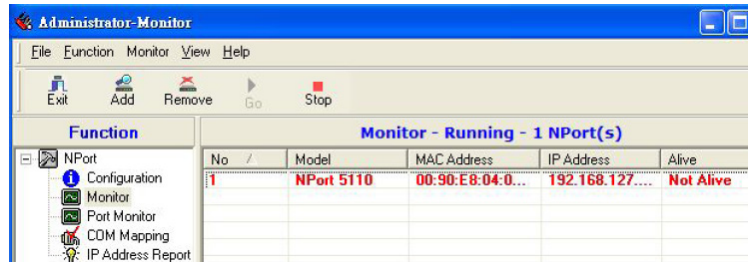 Administrator-Monitor
File Function Monitor View Help
Exit Add Remove Go Stop
Function
Monitor - Running - 1 NPort(s)
NPort
Configuration
Monitor
Port Monitor
COM Mapping
IP Address Report
No Model MAC Address IP Address Alive
1 NPort 5110 00:90:E8:04:0... 192.168.127.... Not Alive